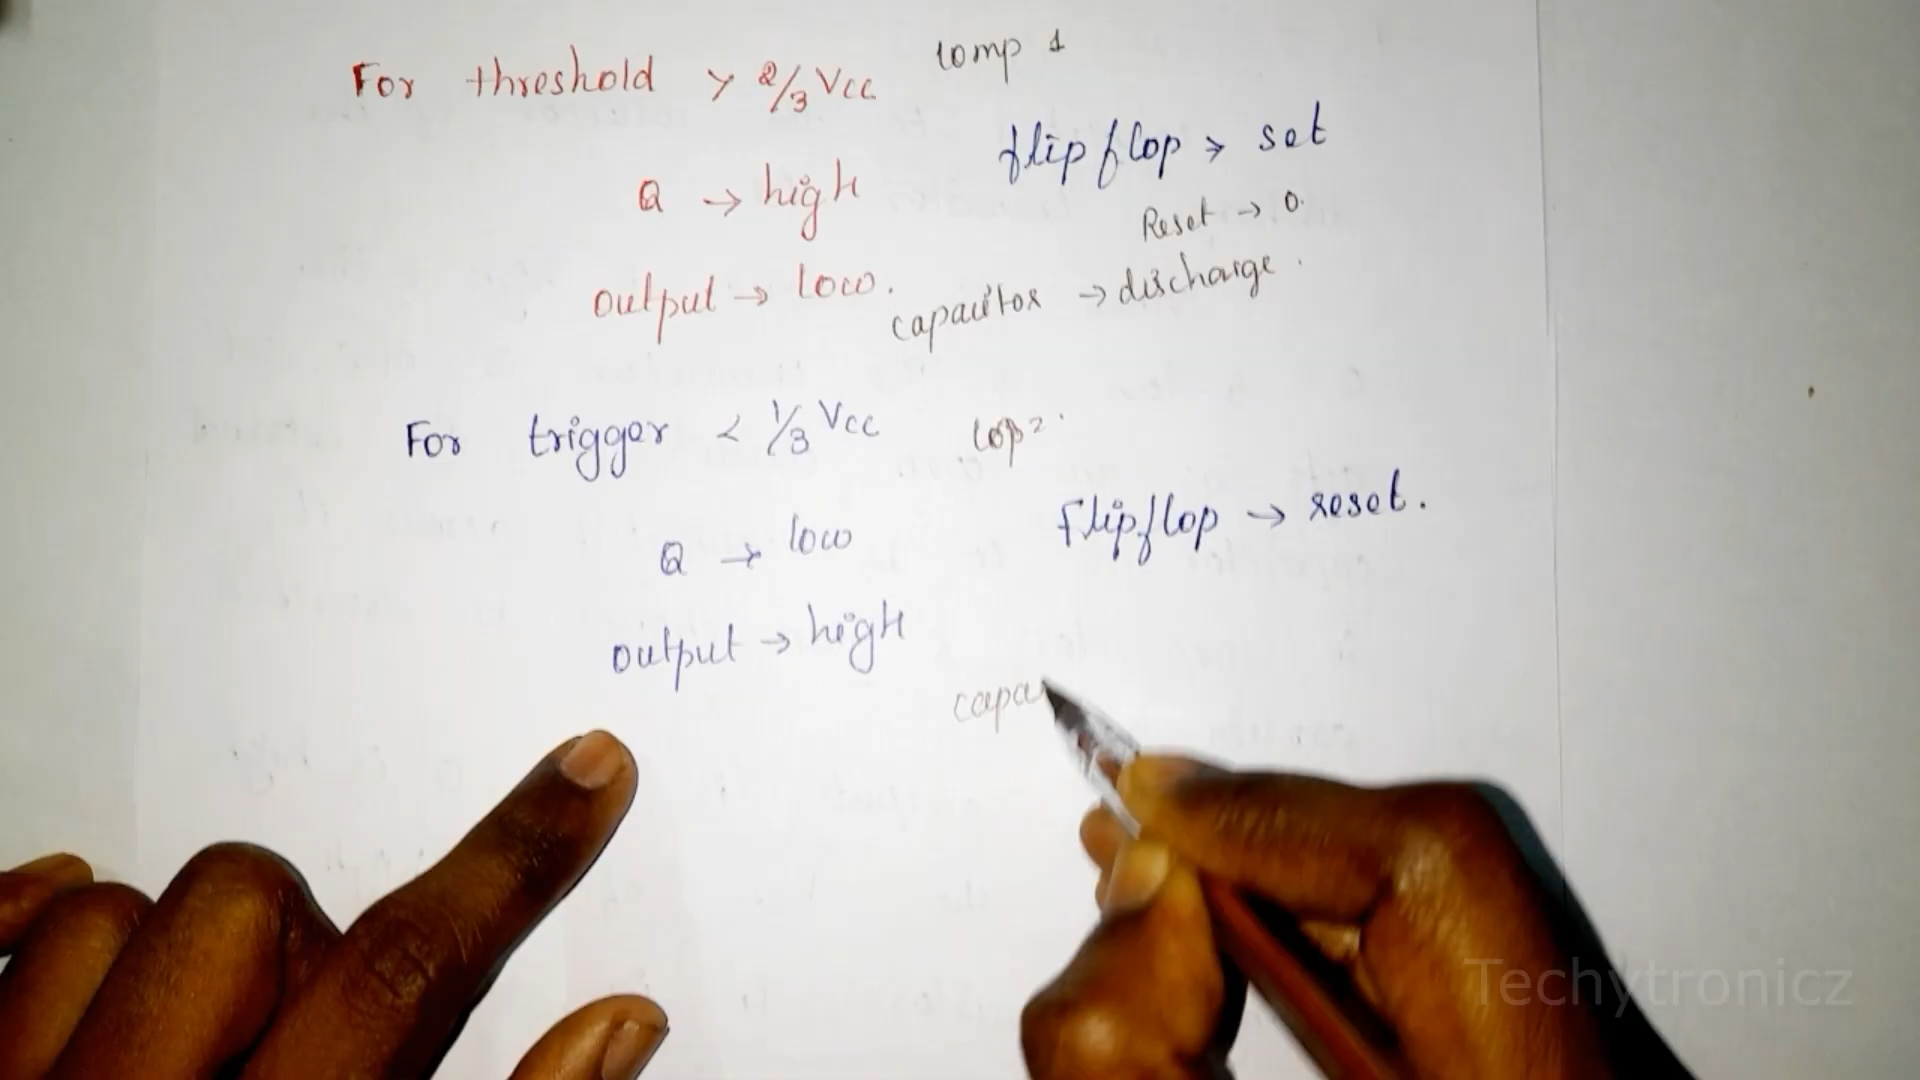 For threshold > 2/3 Vcc comp 1
flipflop → set
Q → high
Reset → 0.
output → low. capacitor → discharge.
For trigger < 1/3 Vcc cop 2.
Flipflop → reset.
Q → low
output → high
capa
Techytronicz